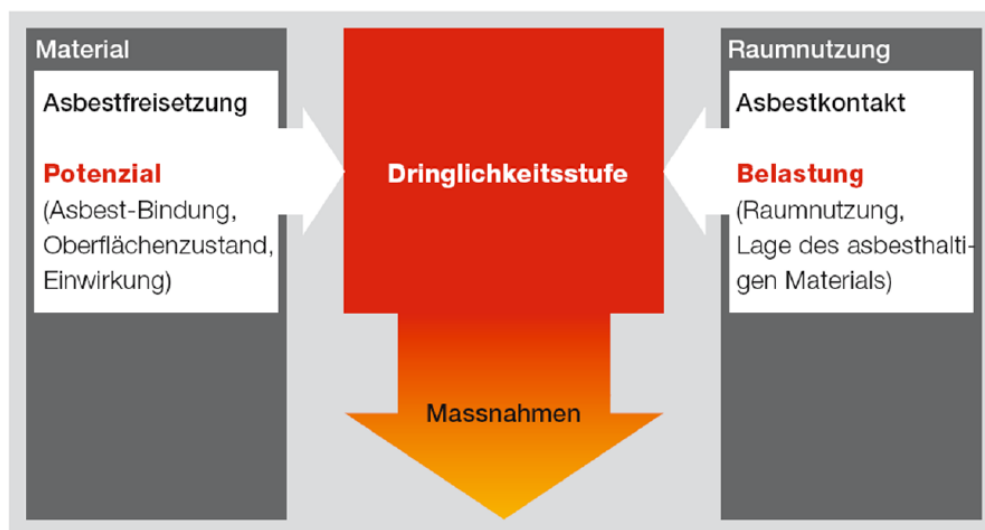 Material
Asbestfreisetzung
Potenzial
(Asbest-Bindung,
Oberflächenzustand,
Einwirkung)
Dringlichkeitsstufe
Massnahmen
Raumnutzung
Asbestkontakt
Belastung
(Raumnutzung,
Lage des asbesthalti-
gen Materials)